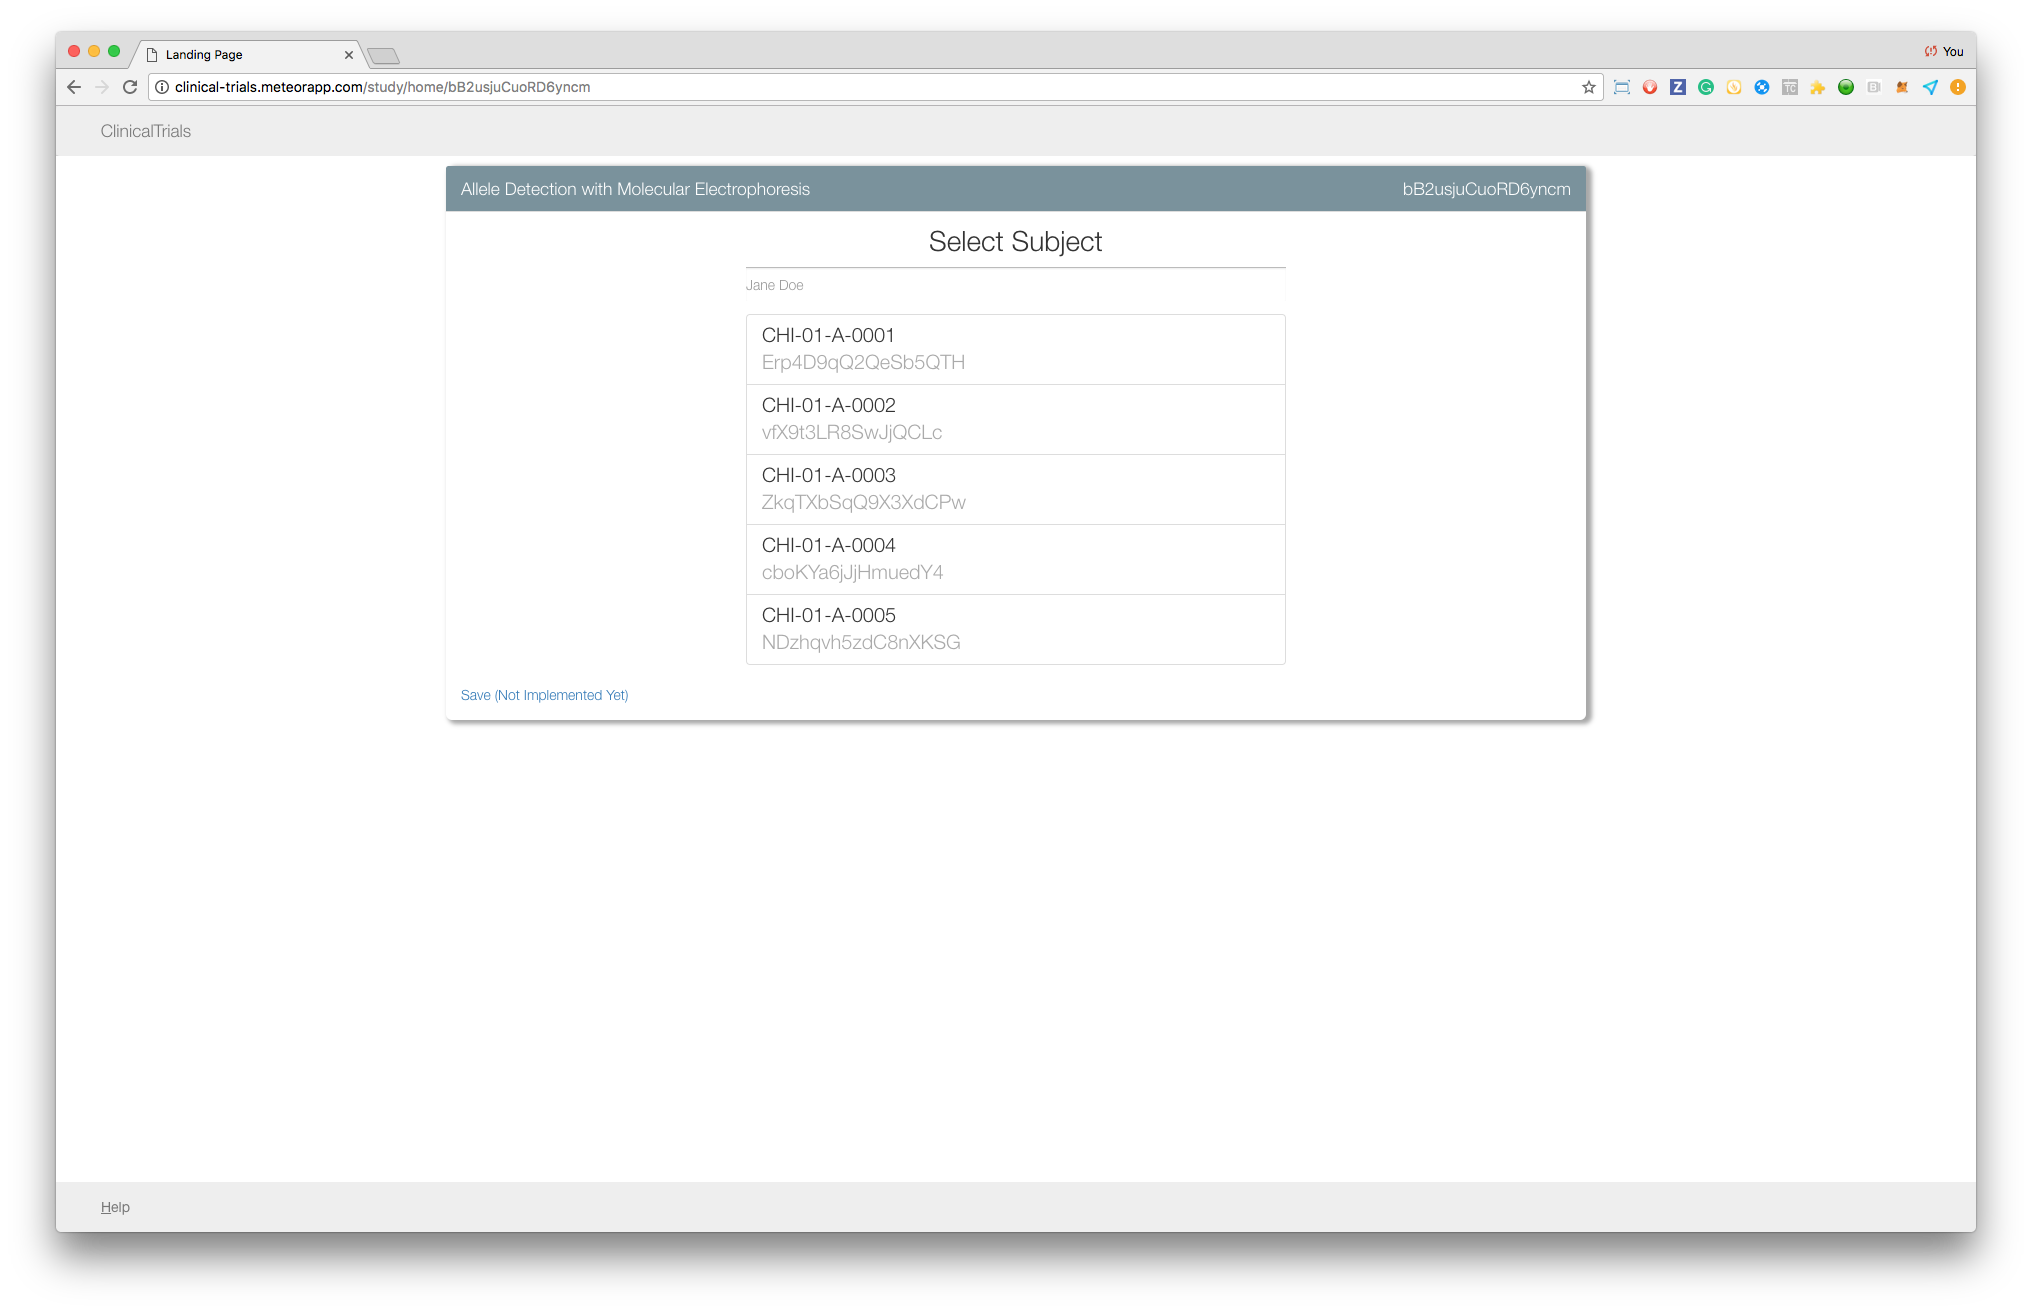 Landing Page
You
clinical-trials.meteorapp.com/study/home/bB2usjuCuoRD6yncm
ClinicalTrials
Allele Detection with Molecular Electrophoresis
bB2usjuCuoRD6yncm
Select Subject
Jane Doe
CHI-01-A-0001
Erp4D9qQ2QeSb5QTH
CHI-01-A-0002
vfX9t3LR8SwJjQCLc
CHI-01-A-0003
ZkqTXbSqQ9X3XdCPw
CHI-01-A-0004
cboKYa6jJjHmuedY4
CHI-01-A-0005
NDzhqvh5zdC8nXKSG
Save (Not Implemented Yet)
Help